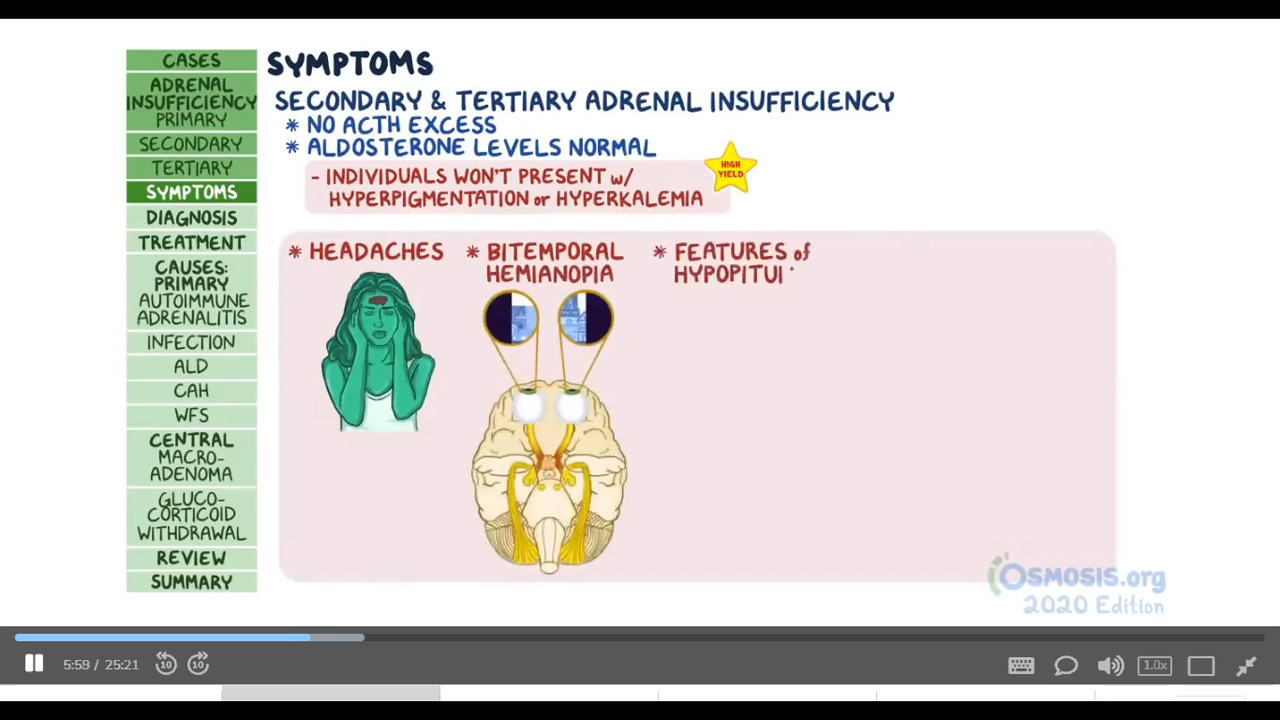 CASES
ADRENAL
INSUFFICIENCY
PRIMARY
SECONDARY
TERTIARY
SYMPTOMS
DIAGNOSIS
TREATMENT
CAUSES:
PRIMARY
AUTOIMMUNE
ADRENALITIS
INFECTION
ALD
CAH
WFS
CENTRAL
MACRO-
ADENOMA
GLUCO-
CORTICOID
WITHDRAWAL
REVIEW
SUMMARY
SYMPTOMS
SECONDARY & TERTIARY ADRENAL INSUFFICIENCY
* NO ACTH EXCESS
* ALDOSTERONE LEVELS NORMAL
- INDIVIDUALS WON'T PRESENT w/
HYPERPIGMENTATION or HYPERKALEMIA
HIGH
YIELD
* HEADACHES
* BITEMPORAL
HEMIANOPIA
* FEATURES of
HYPOPITUI
OSMOSIS.org
2020 Edition
5:59 / 25:21
10
10
1.0x